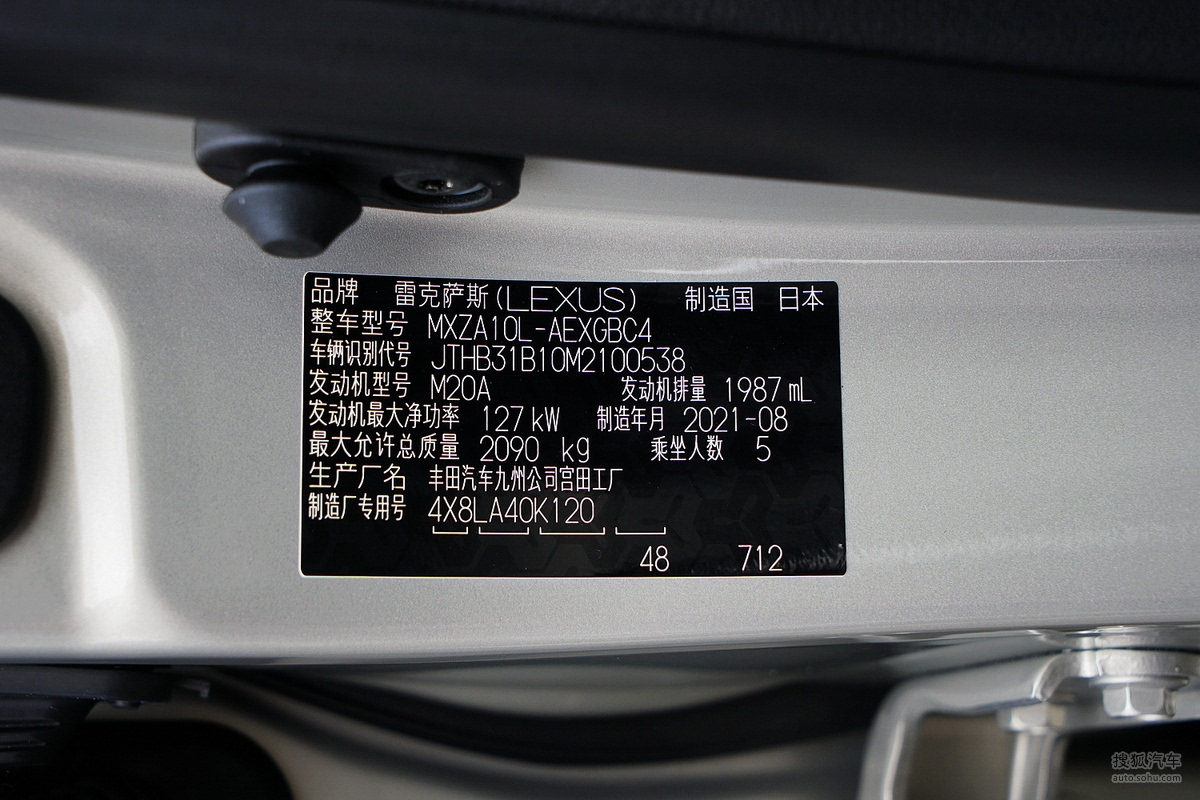 品牌 雷克萨斯(LEXUS) 制造国 日本
整车型号 MXZA10L-AEXGBC4
车辆识别代号 JTHB31B10M2100538
发动机型号 M20A 发动机排量 1987 mL
发动机最大净功率 127 kW 制造年月 2021-08
最大允许总质量 2090 kg 乘坐人数 5
生产厂名 丰田汽车九州公司宫田工厂
制造厂专用号 4X8LA40K120
48 712
搜狐汽车
auto.sohu.com